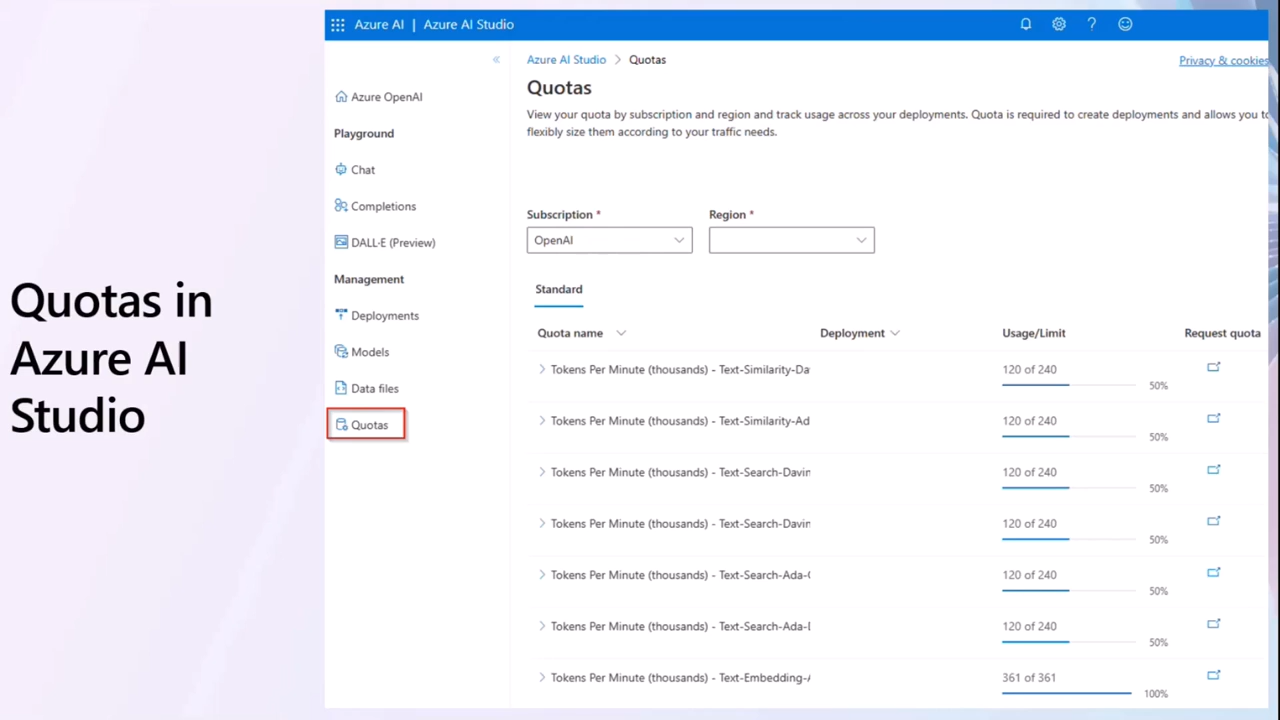 Quotas in
Azure AI
Studio
Azure AI | Azure AI Studio
Azure OpenAI
Playground
Chat
Completions
DALL-E (Preview)
Management
Deployments
Models
Data files
Quotas
Azure AI Studio > Quotas
Privacy & cookies
Quotas
View your quota by subscription and region and track usage across your deployments. Quota is required to create deployments and allows you to
flexibly size them according to your traffic needs.
Subscription * Region *
OpenAI
Standard
Quota name Deployment Usage/Limit Request quota
Tokens Per Minute (thousands) - Text-Similarity-Da 120 of 240
50%
Tokens Per Minute (thousands) - Text-Similarity-Ad 120 of 240
50%
Tokens Per Minute (thousands) - Text-Search-Davin 120 of 240
50%
Tokens Per Minute (thousands) - Text-Search-Davin 120 of 240
50%
Tokens Per Minute (thousands) - Text-Search-Ada- 120 of 240
50%
Tokens Per Minute (thousands) - Text-Search-Ada- 120 of 240
50%
Tokens Per Minute (thousands) - Text-Embedding- 361 of 361
100%